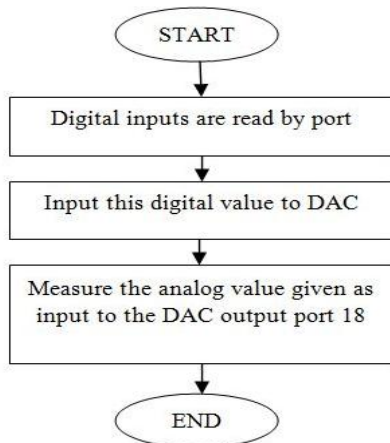 START
Digital inputs are read by port
Input this digital value to DAC
Measure the analog value given as
input to the DAC output port 18
END